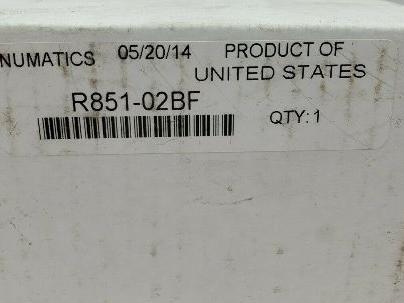 NUMATICS 05/20/14 PRODUCT OF
UNITED STATES
R851-02BF
QTY: 1